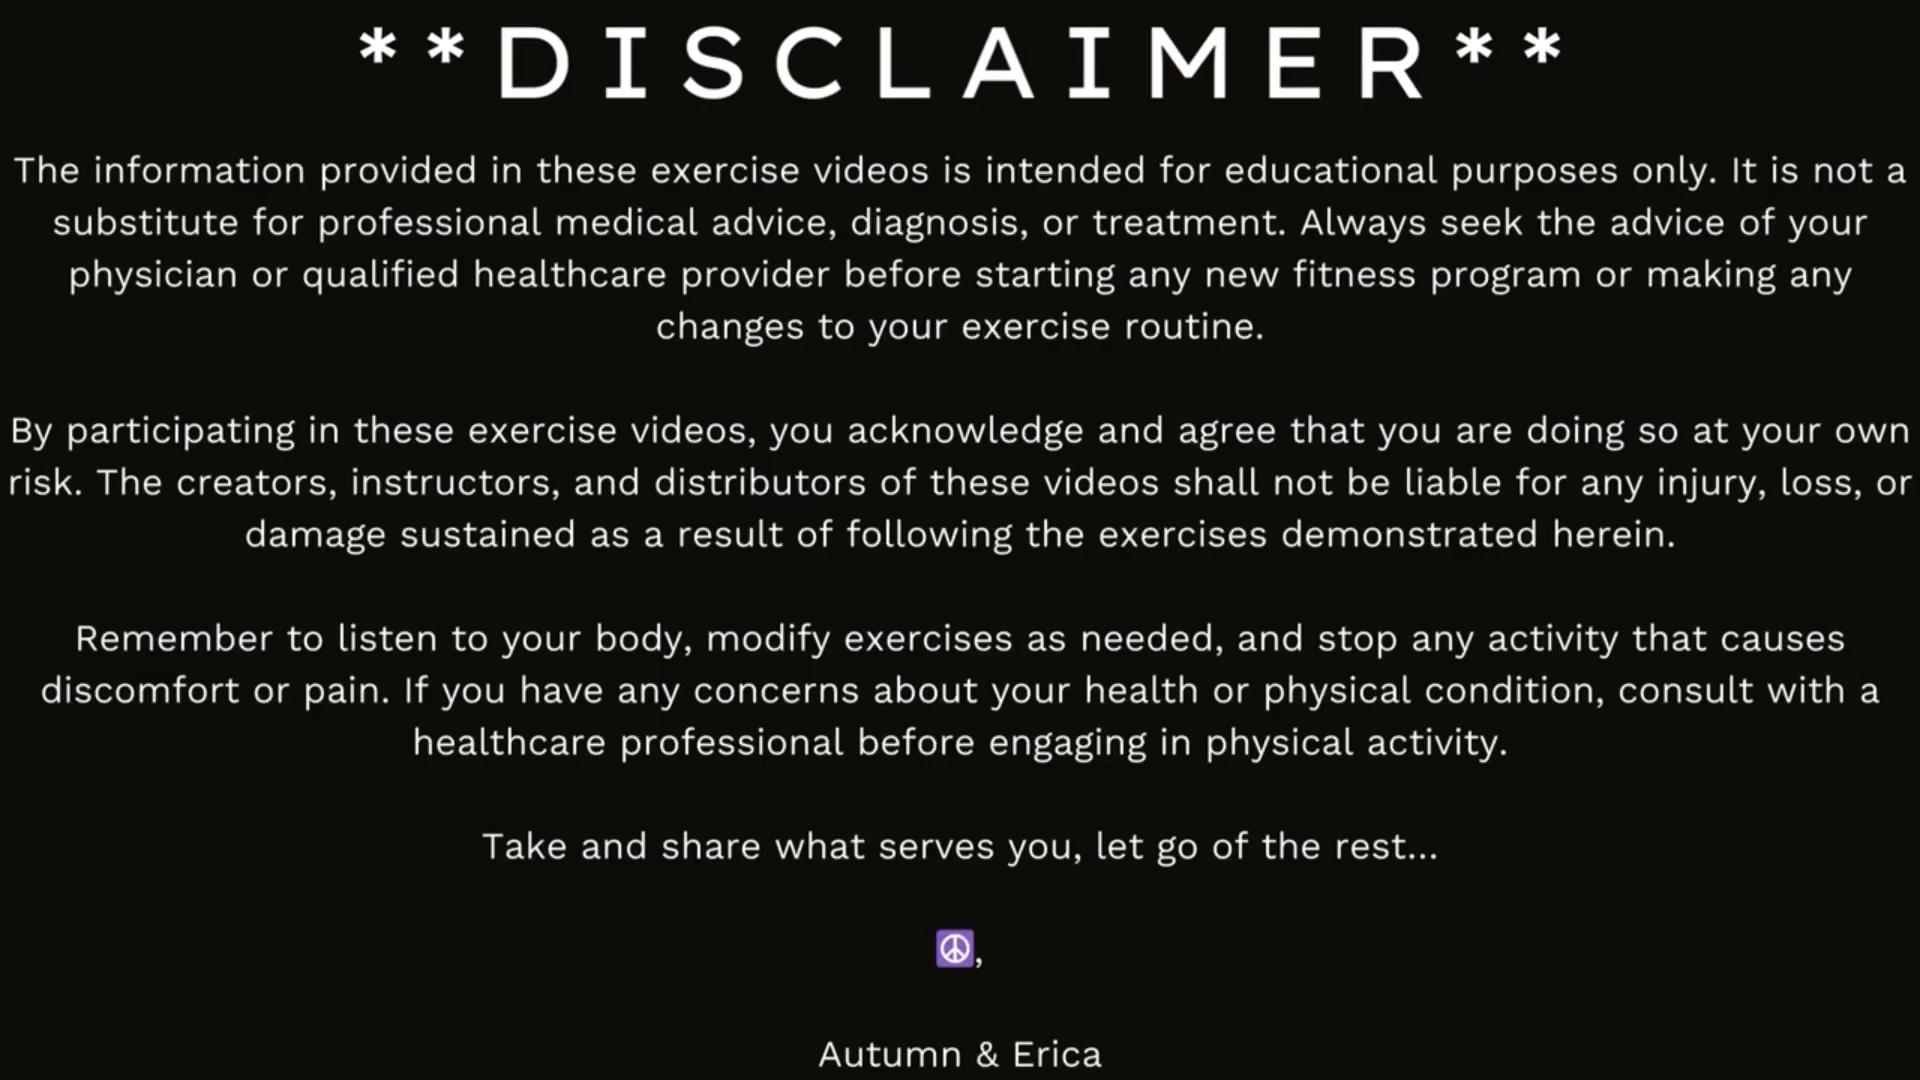 **DISCLAIMER**
The information provided in these exercise videos is intended for educational purposes only. It is not a
substitute for professional medical advice, diagnosis, or treatment. Always seek the advice of your
physician or qualified healthcare provider before starting any new fitness program or making any
changes to your exercise routine.
By participating in these exercise videos, you acknowledge and agree that you are doing so at your own
risk. The creators, instructors, and distributors of these videos shall not be liable for any injury, loss, or
damage sustained as a result of following the exercises demonstrated herein.
Remember to listen to your body, modify exercises as needed, and stop any activity that causes
discomfort or pain. If you have any concerns about your health or physical condition, consult with a
healthcare professional before engaging in physical activity.
Take and share what serves you, let go of the rest...
☮️,
Autumn & Erica